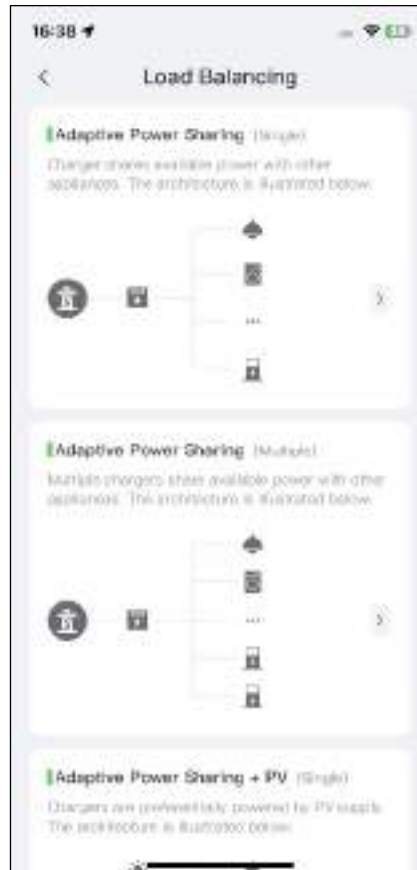 16:38
Load Balancing
Adaptive Power Sharing (Single)
Charger shares available power with other
appliances. The architecture is illustrated below.
...
Adaptive Power Sharing (Multiple)
Multiple chargers share available power with other
appliances. The architecture is illustrated below.
...
Adaptive Power Sharing + PV (Single)
Chargers are preferentially powered by PV supply.
The architecture is illustrated below.